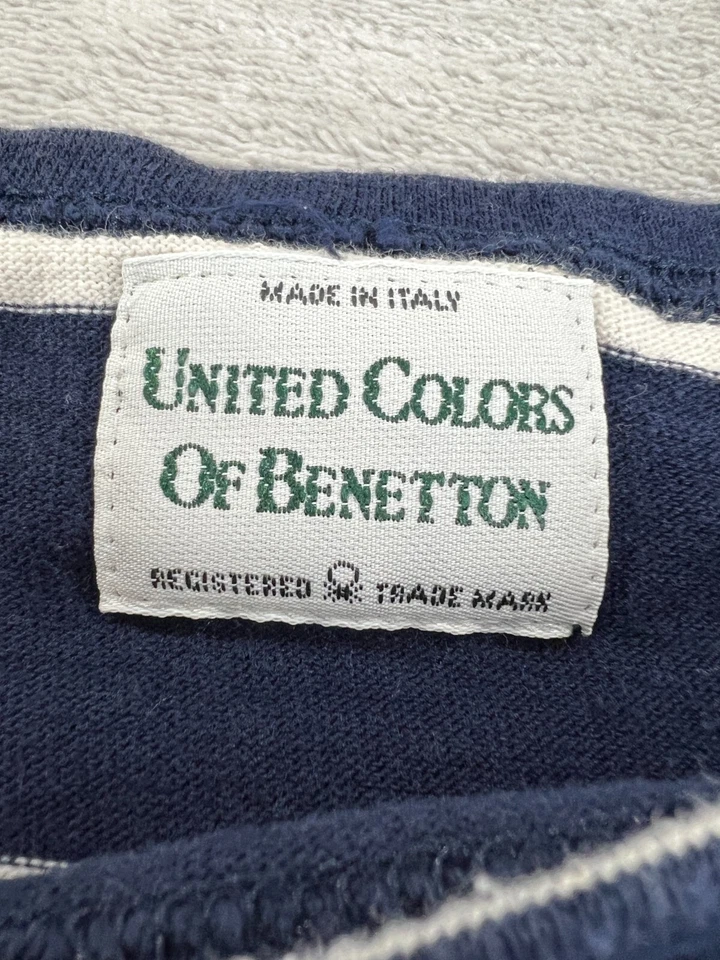 MADE IN ITALY
UNITED COLORS
OF BENETTON
REGISTERED TRADE MARK